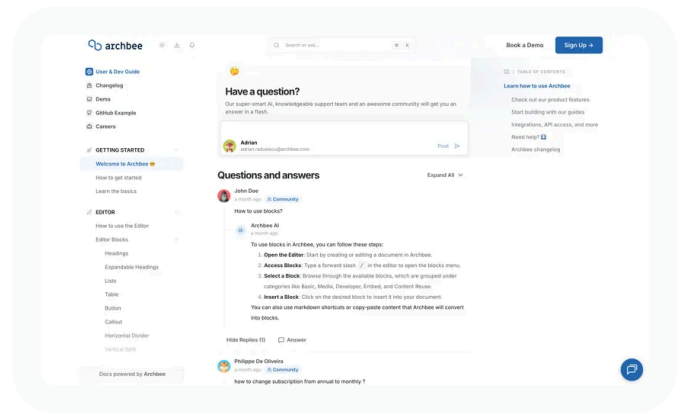 archbee
Search or ask...
⌘ K
Book a Demo
Sign Up →
User & Dev Guide
Changelog
Demo
GitHub Example
Careers
GETTING STARTED
Welcome to Archbee 😎
How to get started
Learn the basics
EDITOR
How to use the Editor
Editor Blocks
Headings
Expandable Headings
Lists
Table
Button
Callout
Horizontal Divider
Vertical Split
Docs powered by Archbee
Have a question?
Our super-smart AI, knowledgeable support team and an awesome community will get you an
answer in a flash.
Adrian
Post
Questions and answers
Expand All
John Doe
a month ago
Community
How to use blocks?
Archbee AI
a month ago
To use blocks in Archbee, you can follow these steps:
1. Open the Editor: Start by creating or editing a document in Archbee.
2. Access Blocks: Type a forward slash / in the editor to open the blocks menu.
3. Select a Block: Browse through the available blocks, which are grouped under
categories like Basic, Media, Developer, Embed, and Content Reuse.
4. Insert a Block: Click on the desired block to insert it into your document.
You can also use markdown shortcuts or copy-paste content that Archbee will convert
into blocks.
Hide Replies (1)
Answer
Philippe De Oliveira
a month ago
Community
how to change subscription from annual to monthly ?
TABLE OF CONTENTS
Learn how to use Archbee
Check out our product features
Start building with our guides
Integrations, API access, and more
Need help?
Archbee changelog